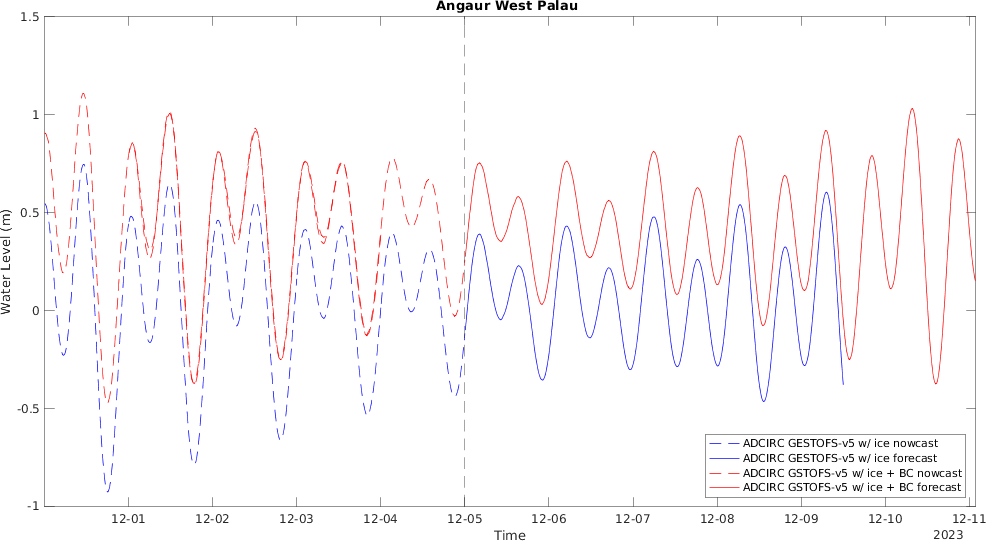 Angaur West Palau
1.5
1
0.5
0
-0.5
-1
Water Level (m)
12-01 12-02 12-03 12-04 12-05 12-06 12-07 12-08 12-09 12-10 12-11
Time
2023
ADCIRC GESTOFS-v5 w/ ice nowcast
ADCIRC GESTOFS-v5 w/ ice forecast
ADCIRC GSTOFS-v5 w/ ice + BC nowcast
ADCIRC GSTOFS-v5 w/ ice + BC forecast